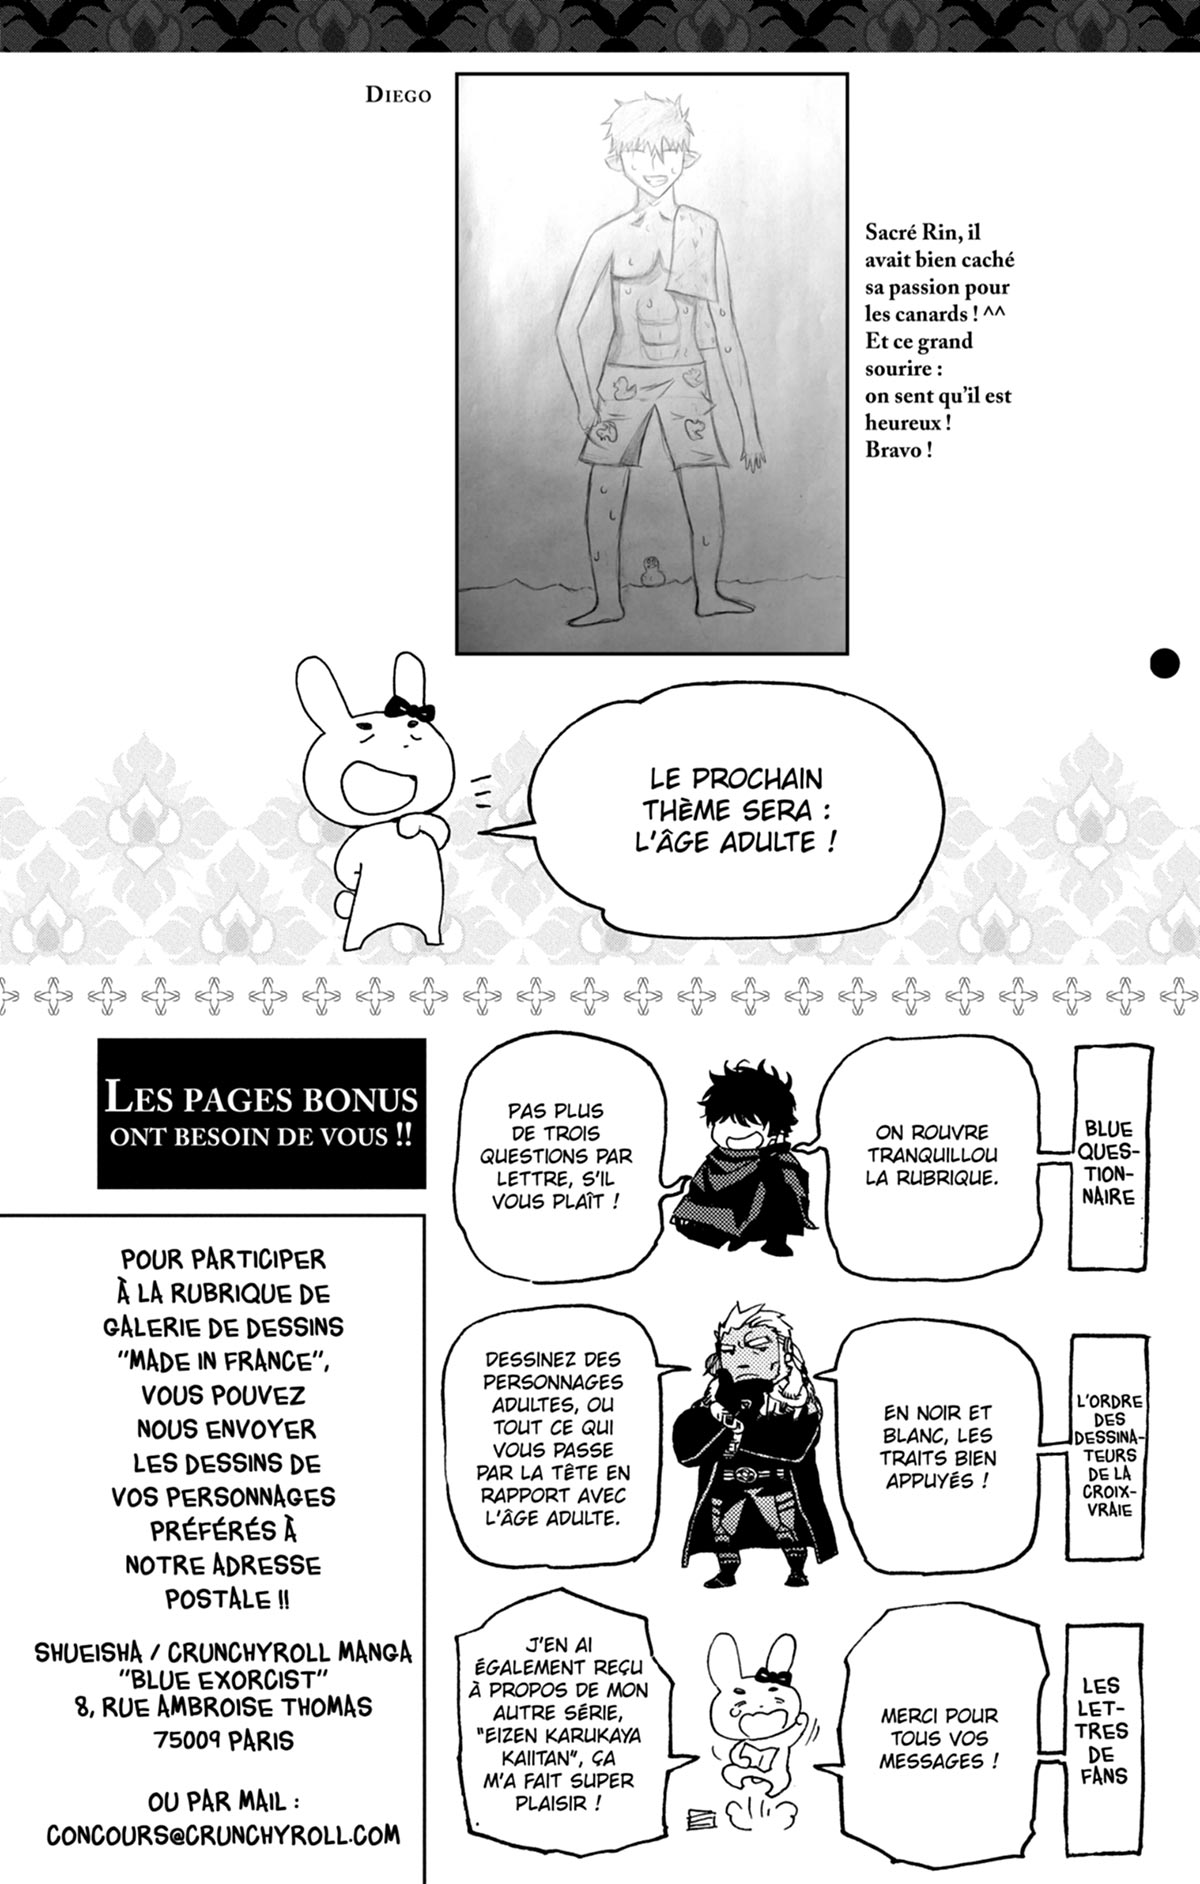 DIEGO
Sacré Rin, il
avait bien caché
sa passion pour
les canards ! ^^
Et ce grand
sourire :
on sent qu'il est
heureux !
Bravo !
LE PROCHAIN
THÈME SERA :
L'ÂGE ADULTE !
LES PAGES BONUS
ONT BESOIN DE VOUS !!
POUR PARTICIPER
À LA RUBRIQUE DE
GALERIE DE DESSINS
"MADE IN FRANCE",
VOUS POUVEZ
NOUS ENVOYER
LES DESSINS DE
VOS PERSONNAGES
PRÉFÉRÉS À
NOTRE ADRESSE
POSTALE !!
SHUEISHA / CRUNCHYROLL MANGA
"BLUE EXORCIST"
8, RUE AMBROISE THOMAS
75009 PARIS
OU PAR MAIL :
CONCOURS@CRUNCHYROLL.COM
BLUE
QUES-
TION-
NAIRE
ON ROUVRE
TRANQUILLOU
LA RUBRIQUE.
PAS PLUS
DE TROIS
QUESTIONS PAR
LETTRE, S'IL
VOUS PLAÎT !
L'ORDRE
DES
DESSINA-
TEURS
DE LA
CROIX-
VRAIE
EN NOIR ET
BLANC, LES
TRAITS BIEN
APPUYÉS !
DESSINEZ DES
PERSONNAGES
ADULTES, OU
TOUT CE QUI
VOUS PASSE
PAR LA TÊTE EN
RAPPORT AVEC
L'ÂGE ADULTE.
LES
LET-
TRES
DE
FANS
MERCI POUR
TOUS VOS
MESSAGES !
J'EN AI
ÉGALEMENT REÇU
À PROPOS DE MON
AUTRE SÉRIE,
"EIZEN KARUKAYA
KAIITAN", ÇA
M'A FAIT SUPER
PLAISIR !